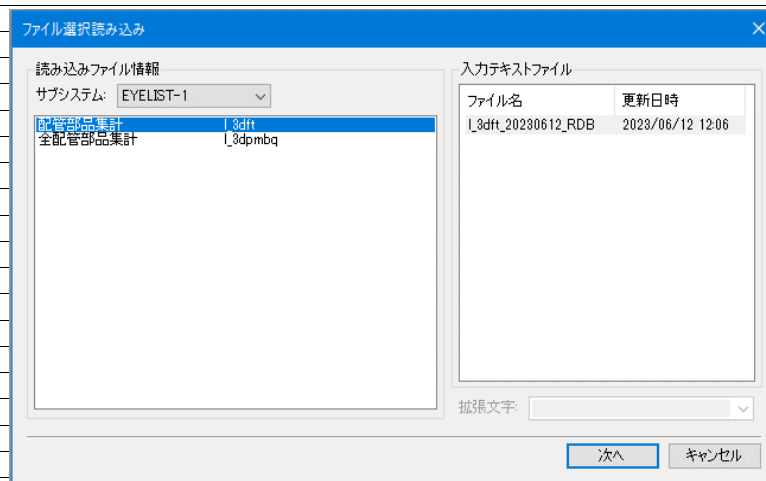 ファイル選択読み込み
読み込みファイル情報
サブシステム: EYELIST-1
配管部品集計 l_3dft
全配管部品集計 l_3dpmbq
入力テキストファイル
ファイル名 更新日時
l_3dft_20230612_RDB 2023/06/12 12:06
拡張文字:
次へ キャンセル